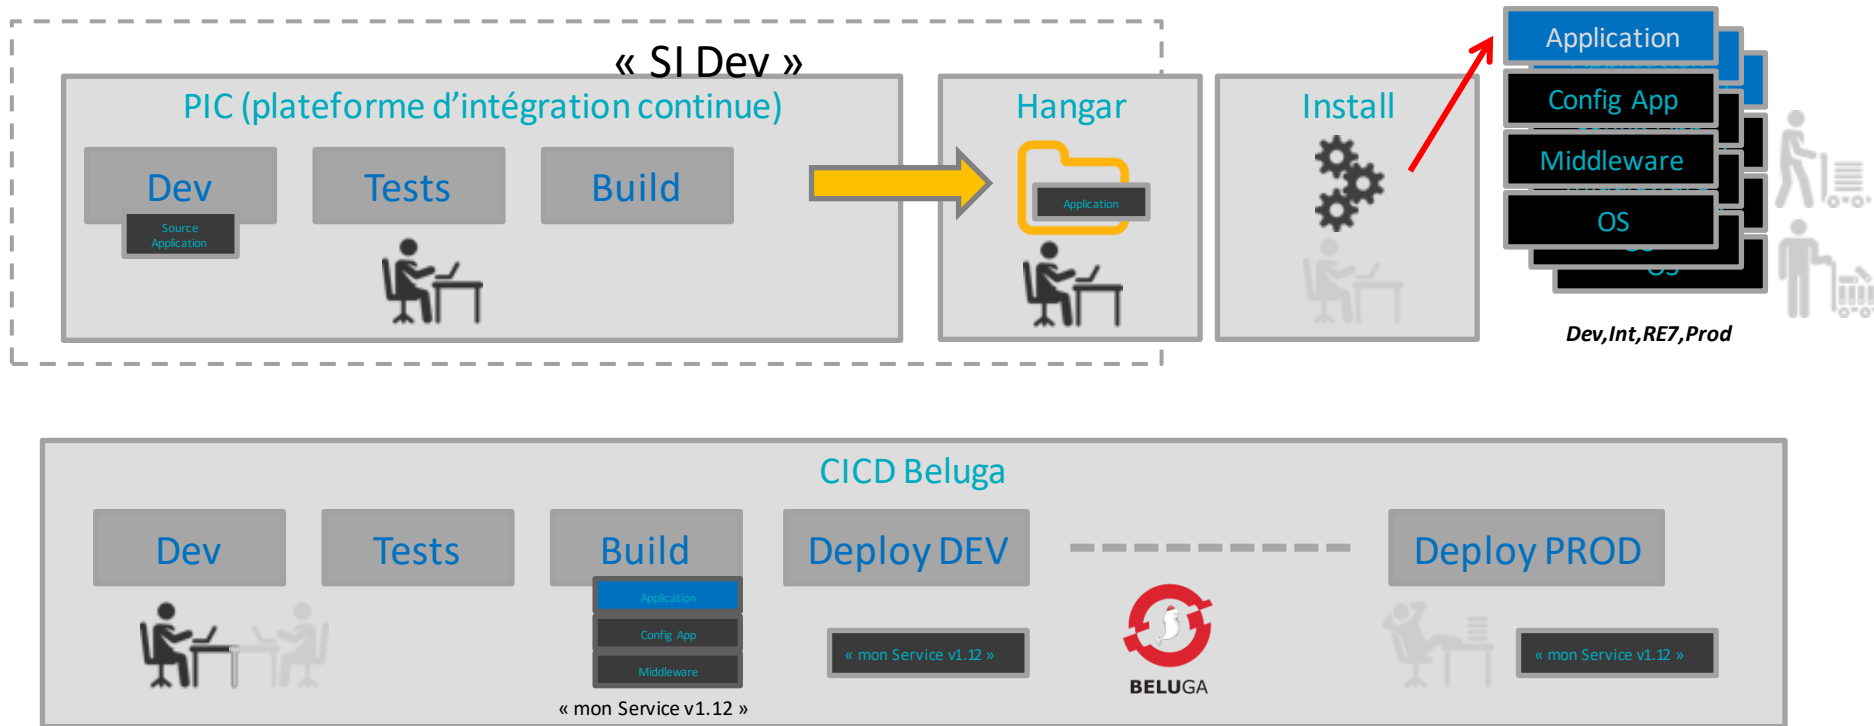 « SI Dev »
PIC (plateforme d'intégration continue)
Dev
Tests
Build
Source
Application
Hangar
Application
Install
Application
Config App
Middleware
OS
OS
Dev,Int,RE7,Prod
CICD Beluga
Dev
Tests
Build
Deploy DEV
Deploy PROD
Application
Config App
Middleware
« mon Service v1.12 »
« mon Service v1.12 »
BELUGA
« mon Service v1.12 »